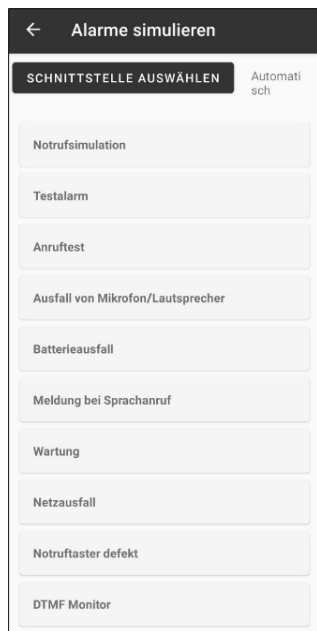 Alarme simulieren
SCHNITTSTELLE AUSWÄHLEN
Automati
sch
Notrufsimulation
Testalarm
Anruftest
Ausfall von Mikrofon/Lautsprecher
Batterieausfall
Meldung bei Sprachanruf
Wartung
Netzausfall
Notruftaster defekt
DTMF Monitor